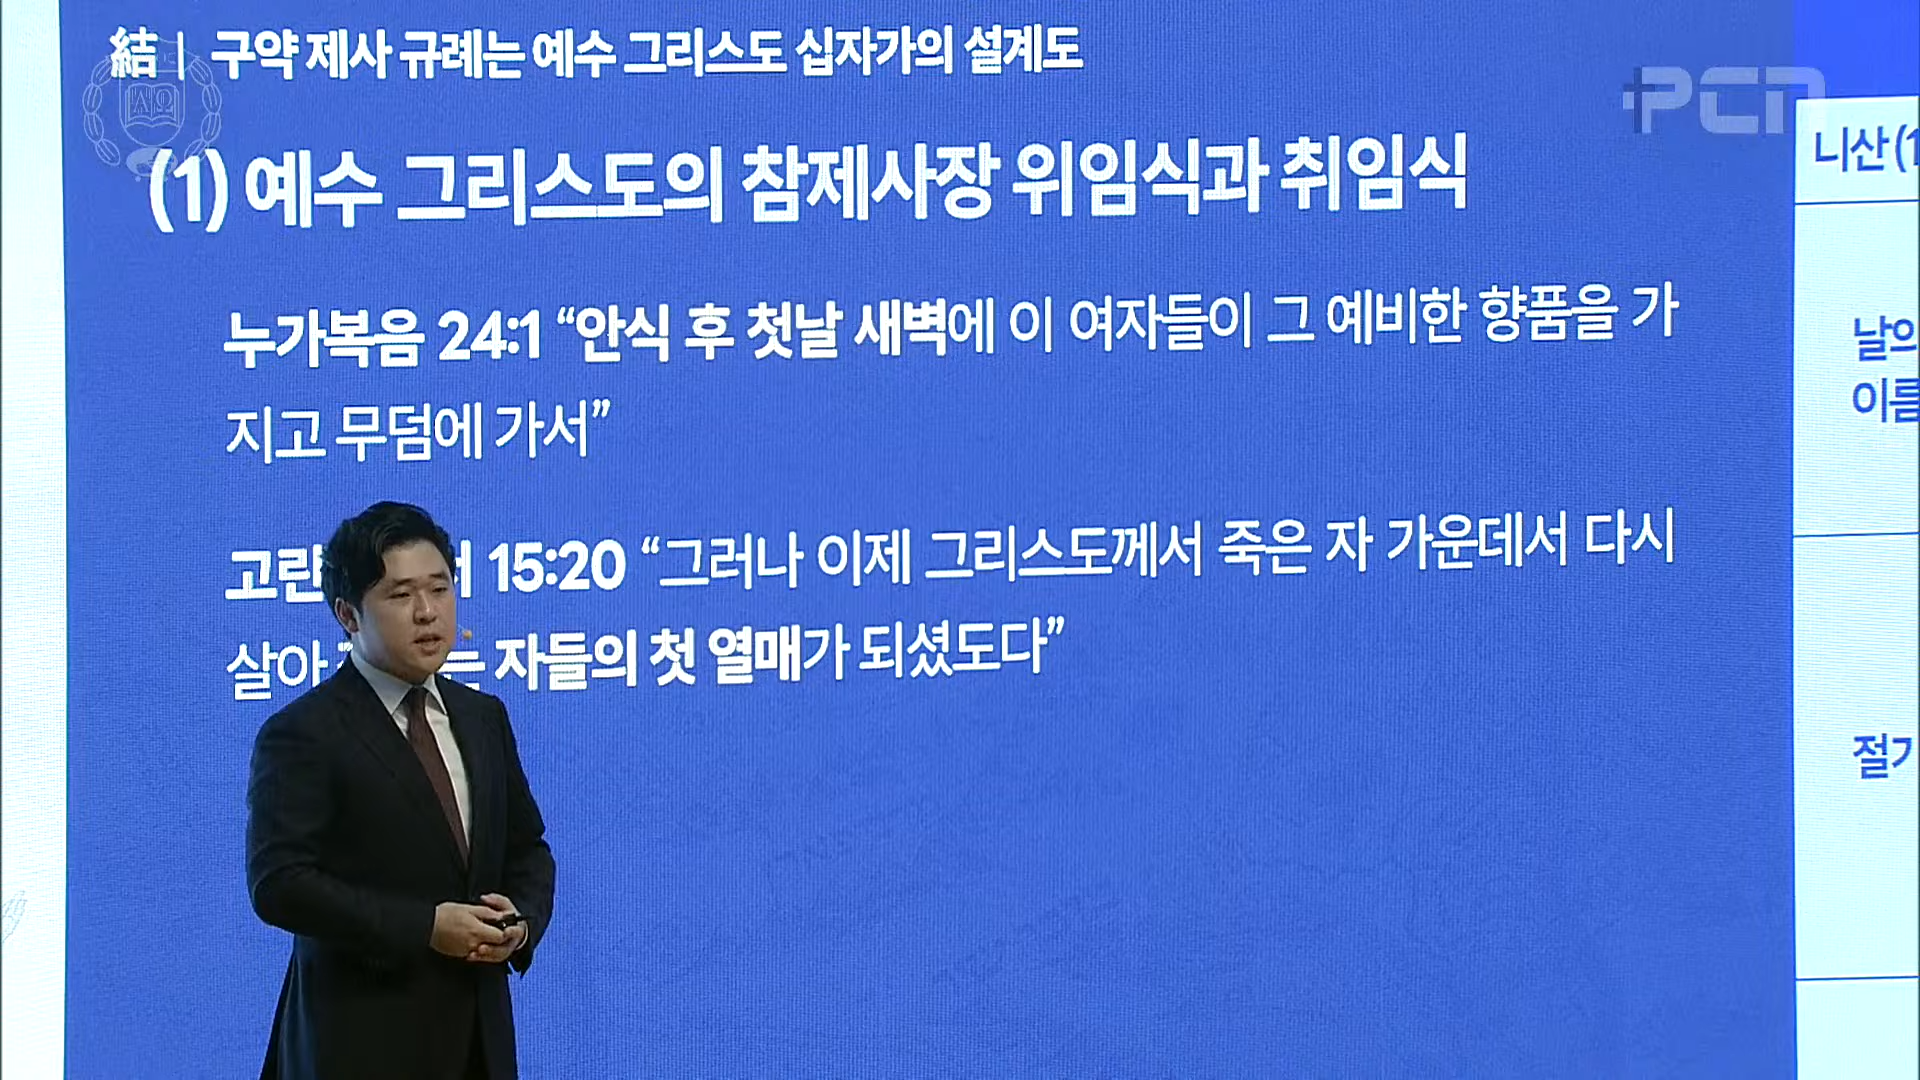 結 | 구약 제사 규례는 예수 그리스도 십자가의 설계도
PCN
(1) 예수 그리스도의 참제사장 위임식과 취임식
누가복음 24:1 “안식 후 첫날 새벽에 이 여자들이 그 예비한 향품을 가
지고 무덤에 가서”
15:20 “그러나 이제 그리스도께서 죽은 자 가운데서 다시
살아 자들의 첫 열매가 되셨도다”
니산(1
날의
이름
절기
ΑΩ